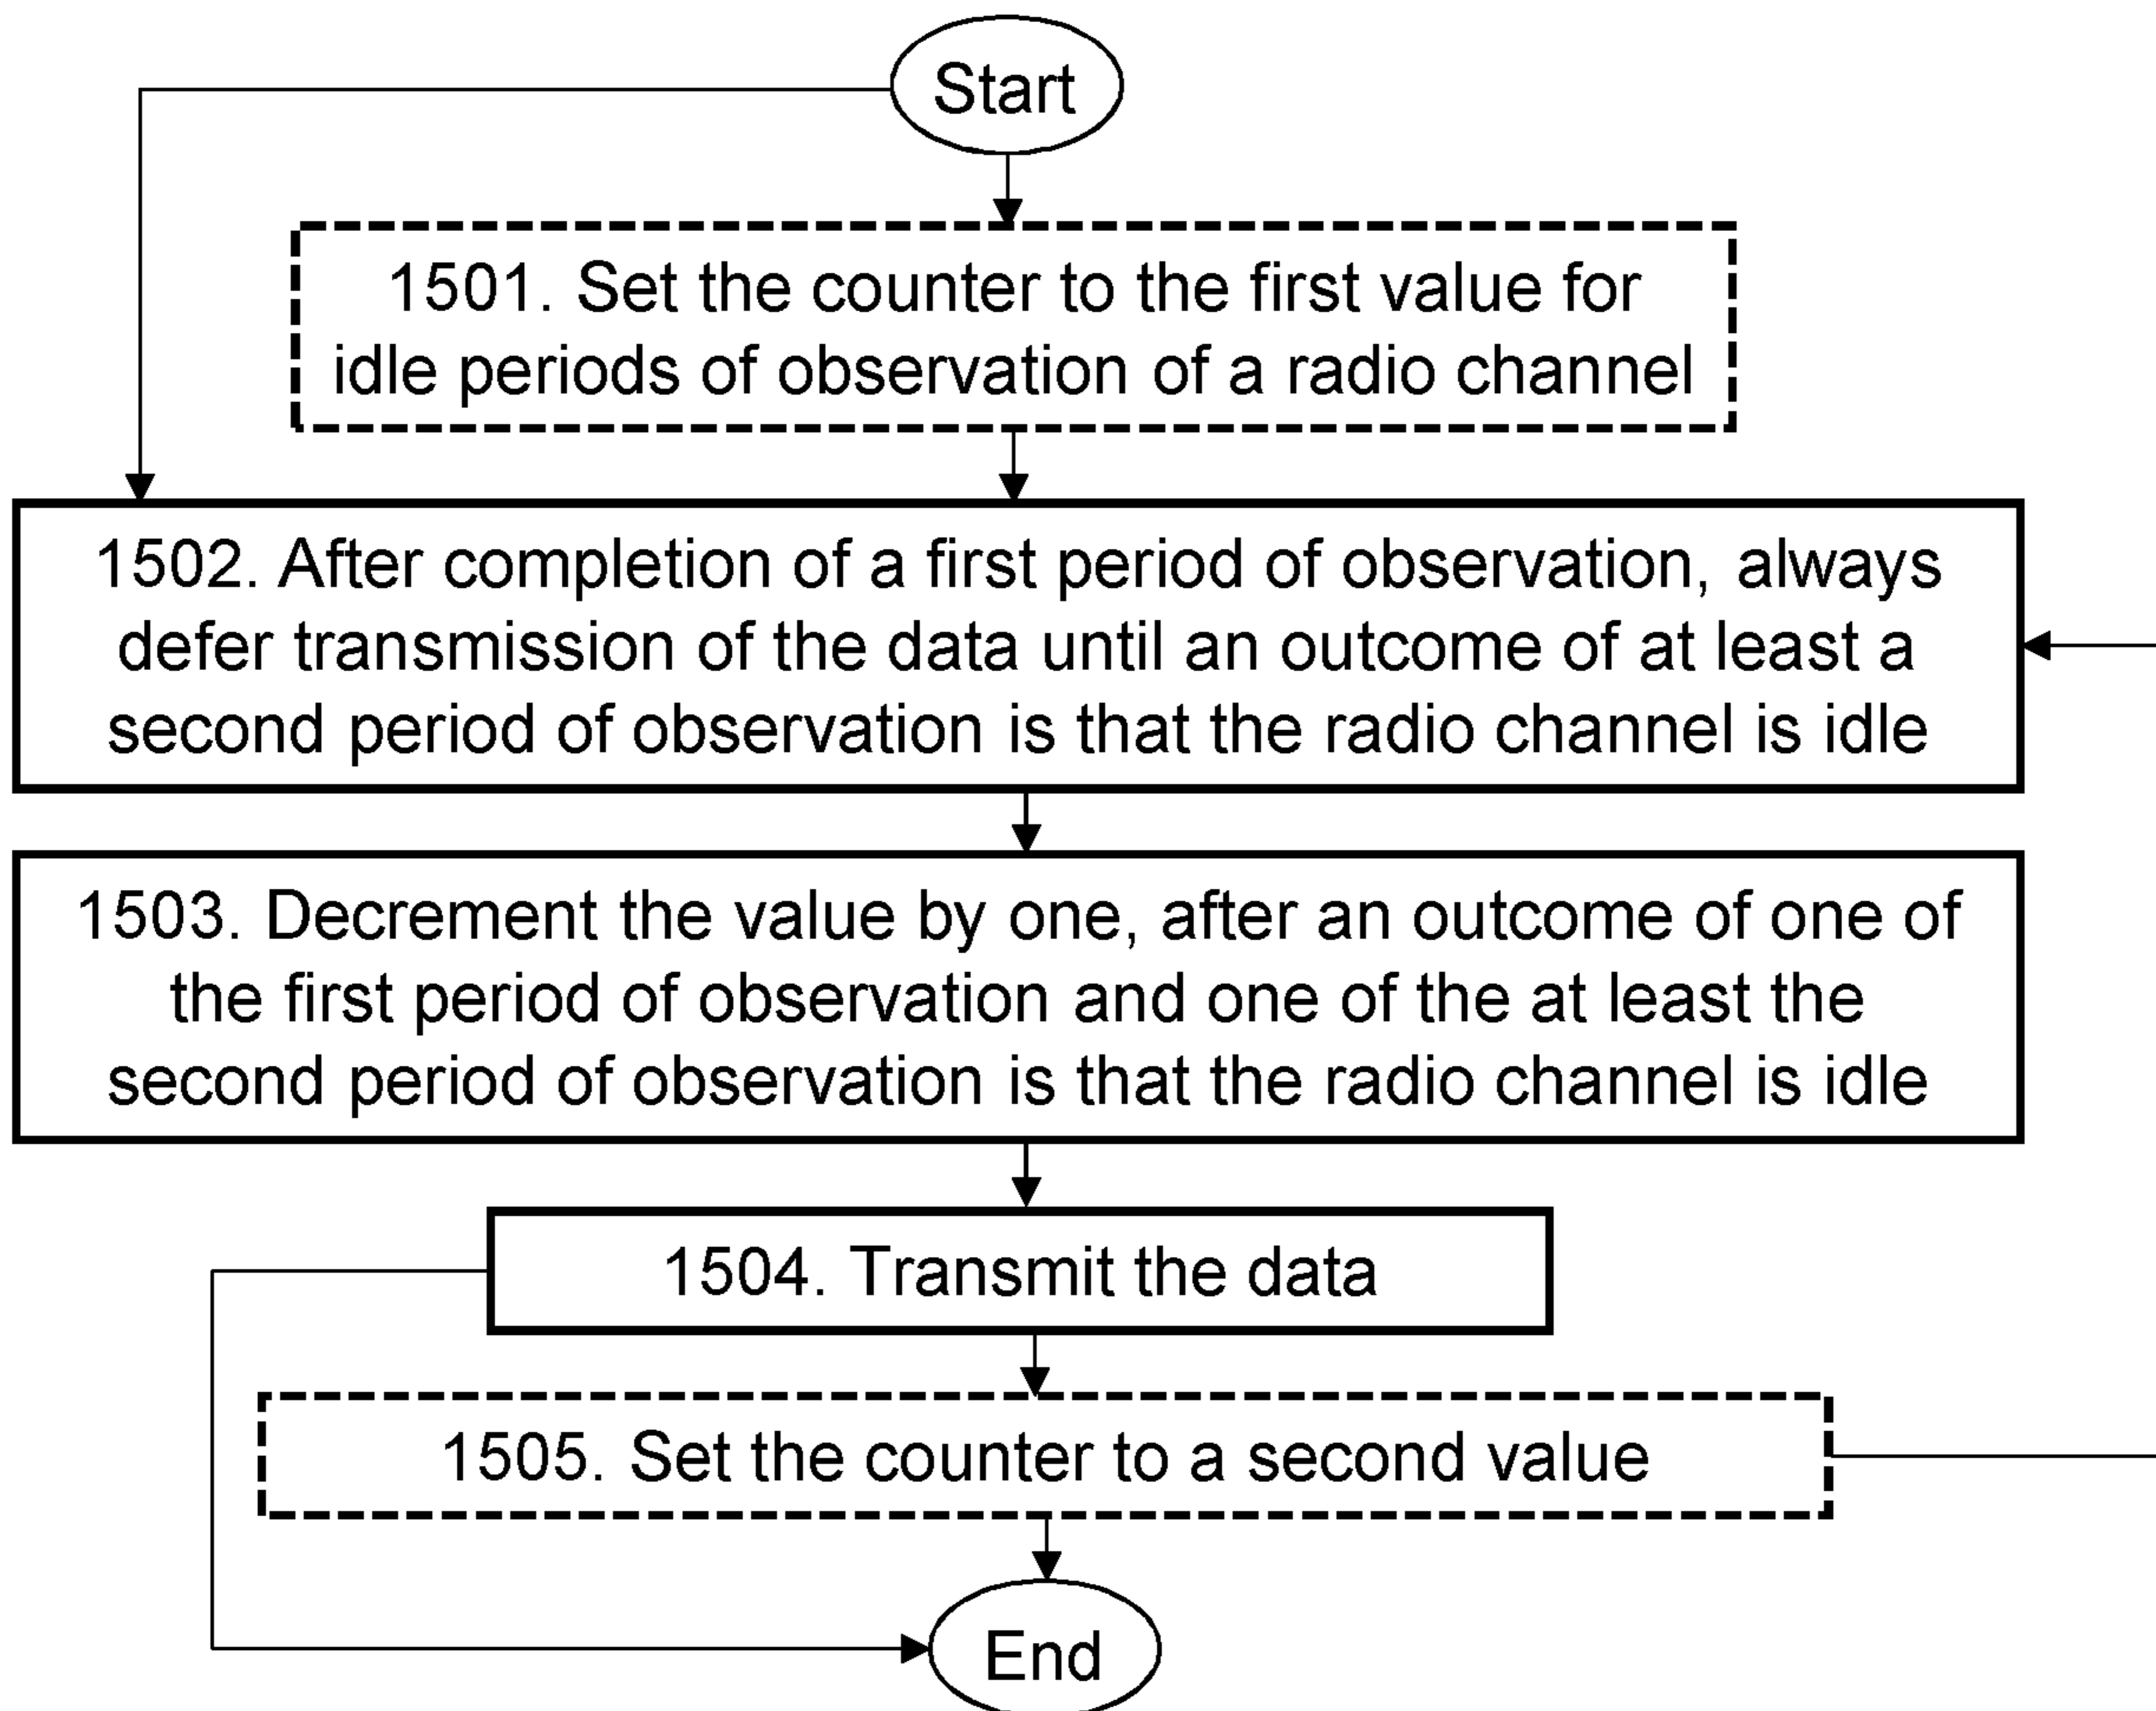 Start
1501. Set the counter to the first value for
idle periods of observation of a radio channel
1502. After completion of a first period of observation, always
defer transmission of the data until an outcome of at least a
second period of observation is that the radio channel is idle
1503. Decrement the value by one, after an outcome of one of
the first period of observation and one of the at least the
second period of observation is that the radio channel is idle
1504. Transmit the data
1505. Set the counter to a second value
End